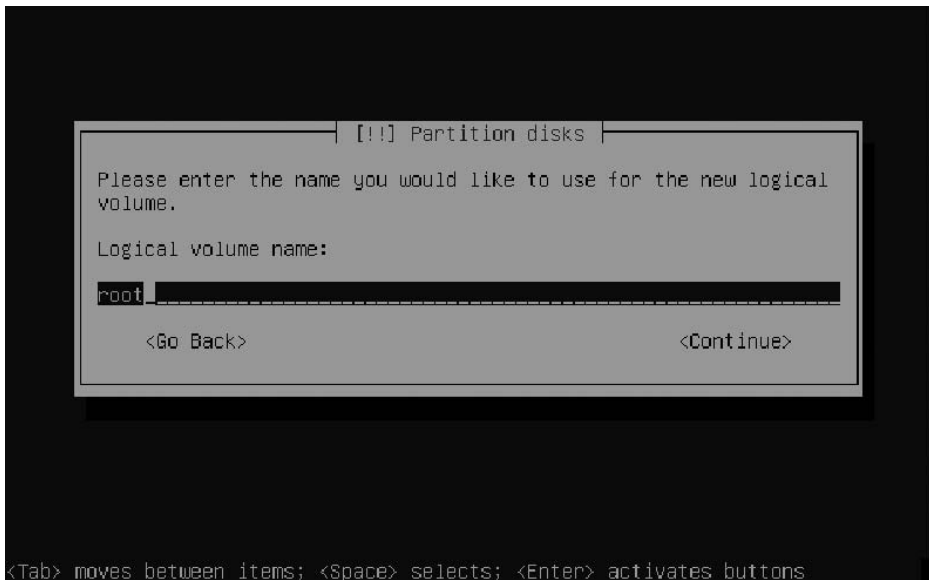 [!!] Partition disks
Please enter the name you would like to use for the new logical
volume.
Logical volume name:
root
<Go Back> <Continue>
<Tab> moves between items; <Space> selects; <Enter> activates buttons